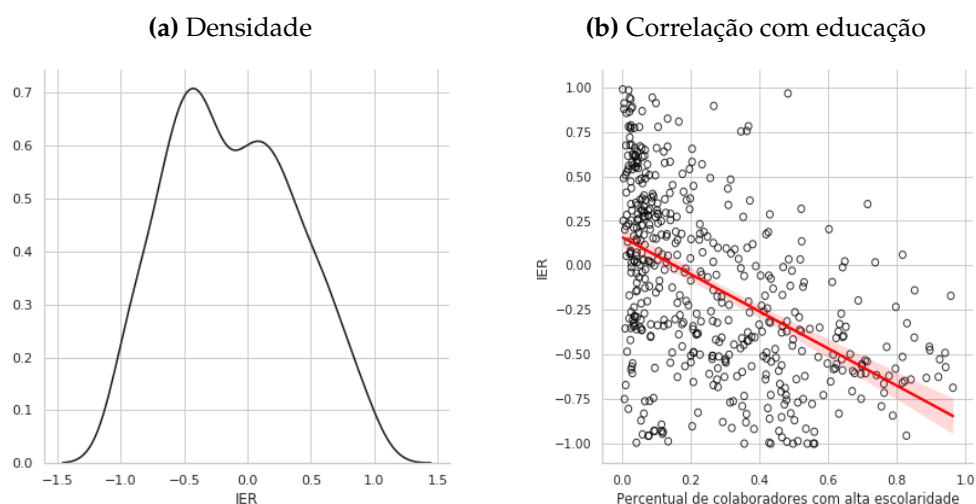 (a) Densidade
(b) Correlação com educação
0.7
0.6
0.5
0.4
0.3
0.2
0.1
0.0
−1.5 −1.0 −0.5 0.0 0.5 1.0 1.5
IER
1.00
0.75
0.50
0.25
0.00
−0.25
−0.50
−0.75
−1.00
IER
0.0 0.2 0.4 0.6 0.8 1.0
Percentual de colaboradores com alta escolaridade